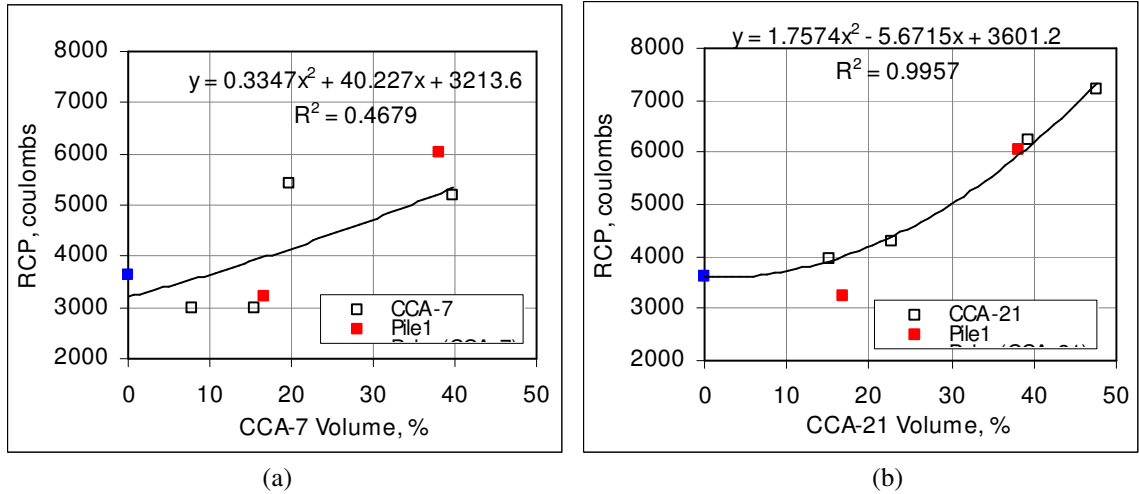 y = 0.3347x² + 40.227x + 3213.6
R² = 0.4679
RCP, coulombs
8000
7000
6000
5000
4000
3000
2000
CCA-7
Pile1
0 10 20 30 40 50
CCA-7 Volume, %
(a)
y = 1.7574x² - 5.6715x + 3601.2
R² = 0.9957
RCP, coulombs
8000
7000
6000
5000
4000
3000
2000
CCA-21
Pile1
0 10 20 30 40 50
CCA-21 Volume, %
(b)